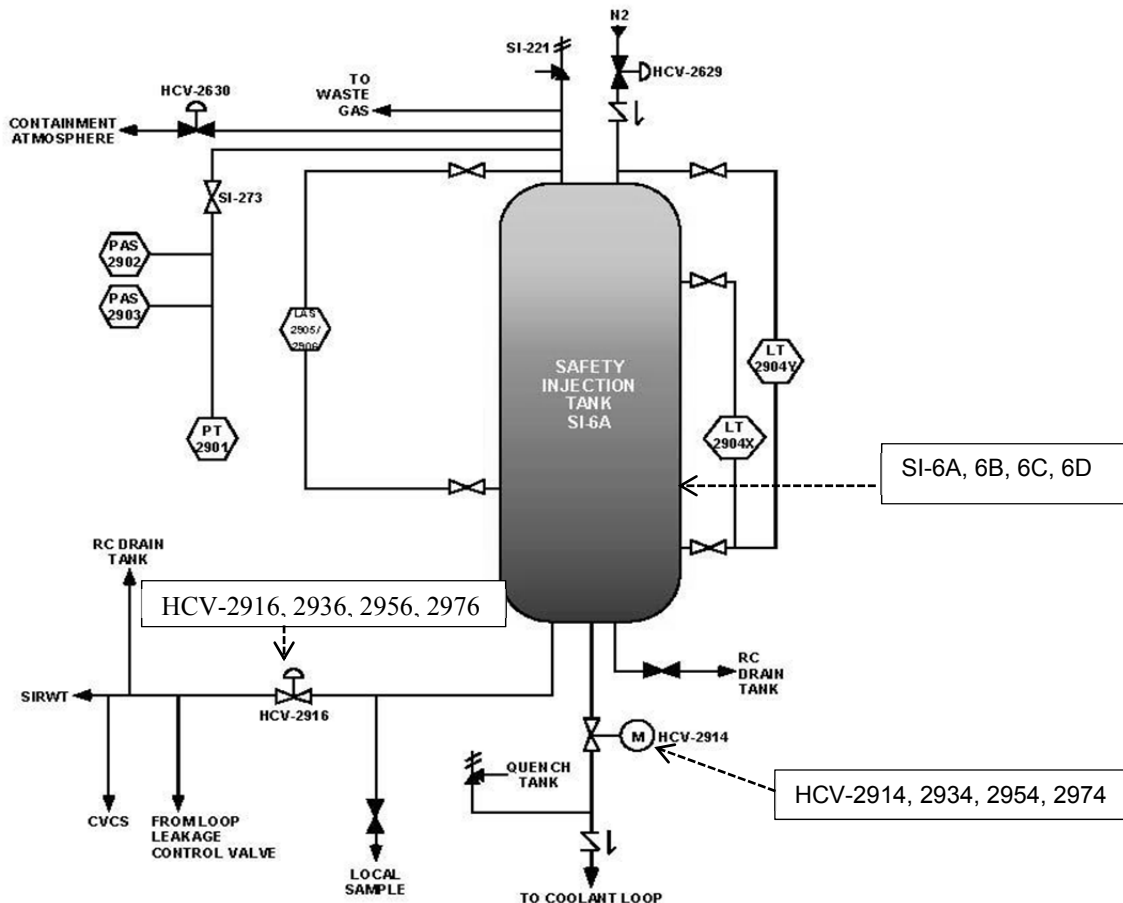 N2
SI-221
HCV-2629
TO
WASTE
GAS
HCV-2630
CONTAINMENT
ATMOSPHERE
SI-273
PAS
2902
PAS
2903
LAS
2905/
2906
PT
2901
SAFETY
INJECTION
TANK
SI-6A
LT
2904Y
LT
2904X
SI-6A, 6B, 6C, 6D
RC DRAIN
TANK
HCV-2916, 2936, 2956, 2976
SIRWT
HCV-2916
RC
DRAIN
TANK
M
HCV-2914
QUENCH
TANK
HCV-2914, 2934, 2954, 2974
CVCS
FROM LOOP
LEAKAGE
CONTROL VALVE
LOCAL
SAMPLE
TO COOLANT LOOP